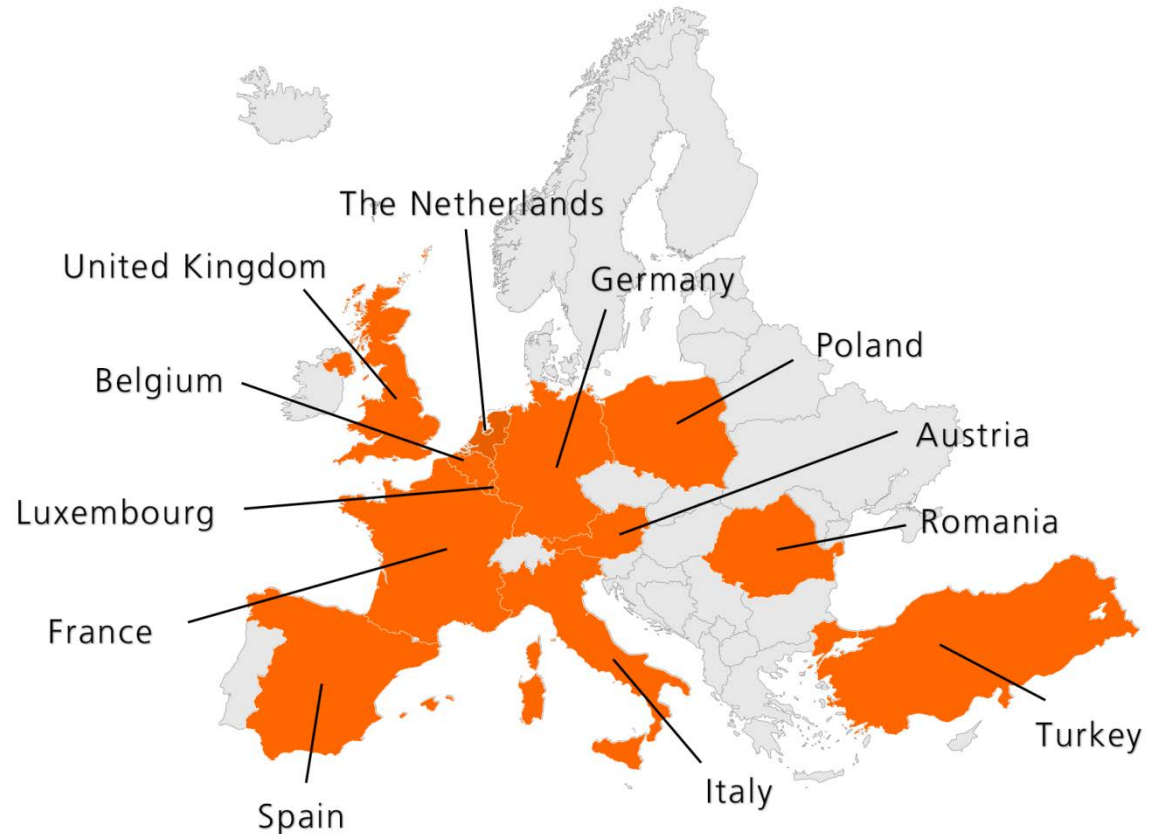 The Netherlands
United Kingdom
Germany
Poland
Belgium
Austria
Luxembourg
Romania
France
Turkey
Italy
Spain